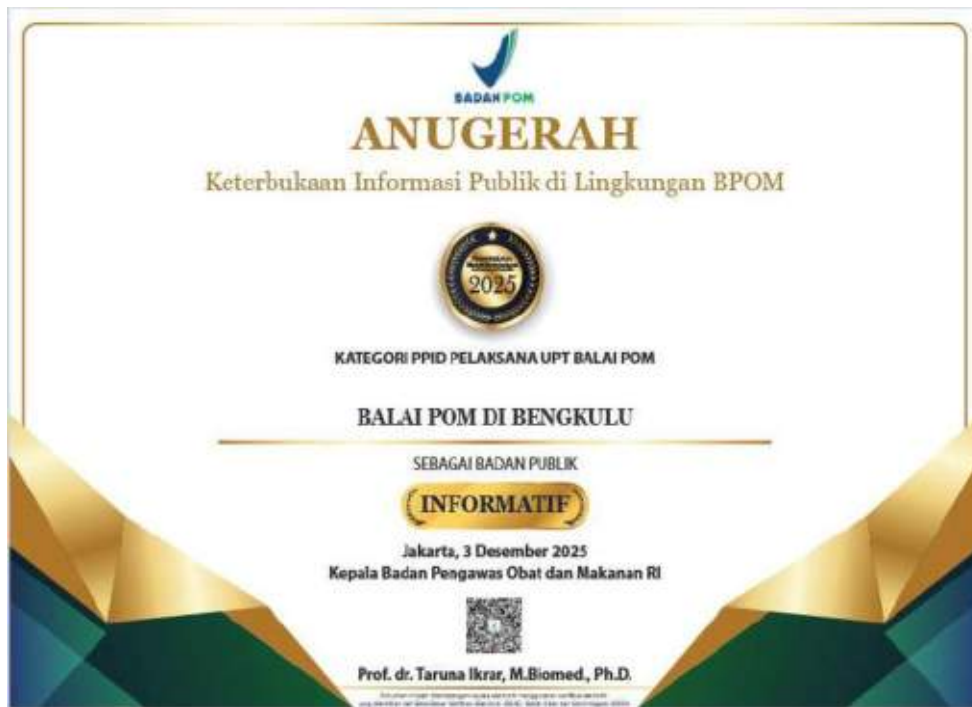 BADAN POM
ANUGERAH
Keterbukaan Informasi Publik di Lingkungan BPOM
2025
KATEGORI PPID PELAKSANA UPT BALAI POM
BALAI POM DI BENGKULU
SEBAGAI BADAN PUBLIK
INFORMATIF
Jakarta, 3 Desember 2025
Kepala Badan Pengawas Obat dan Makanan RI
Prof. dr. Taruna Ikrar, M.Biomed., Ph.D.